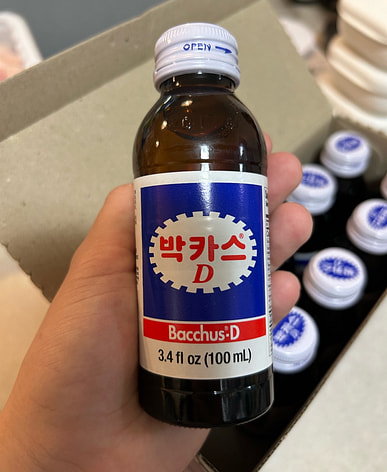 OPEN
박카스®
D
Bacchus®-D
3.4 fl oz (100 mL)